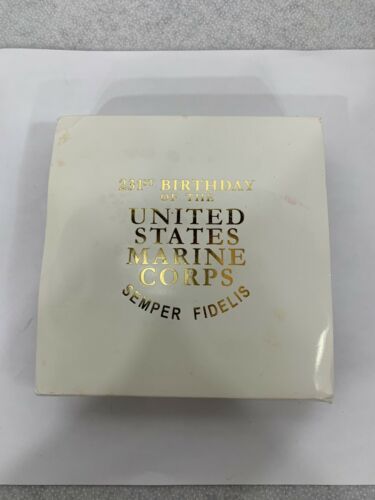 231st BIRTHDAY
OF THE
UNITED
STATES
MARINE
CORPS
SEMPER FIDELIS